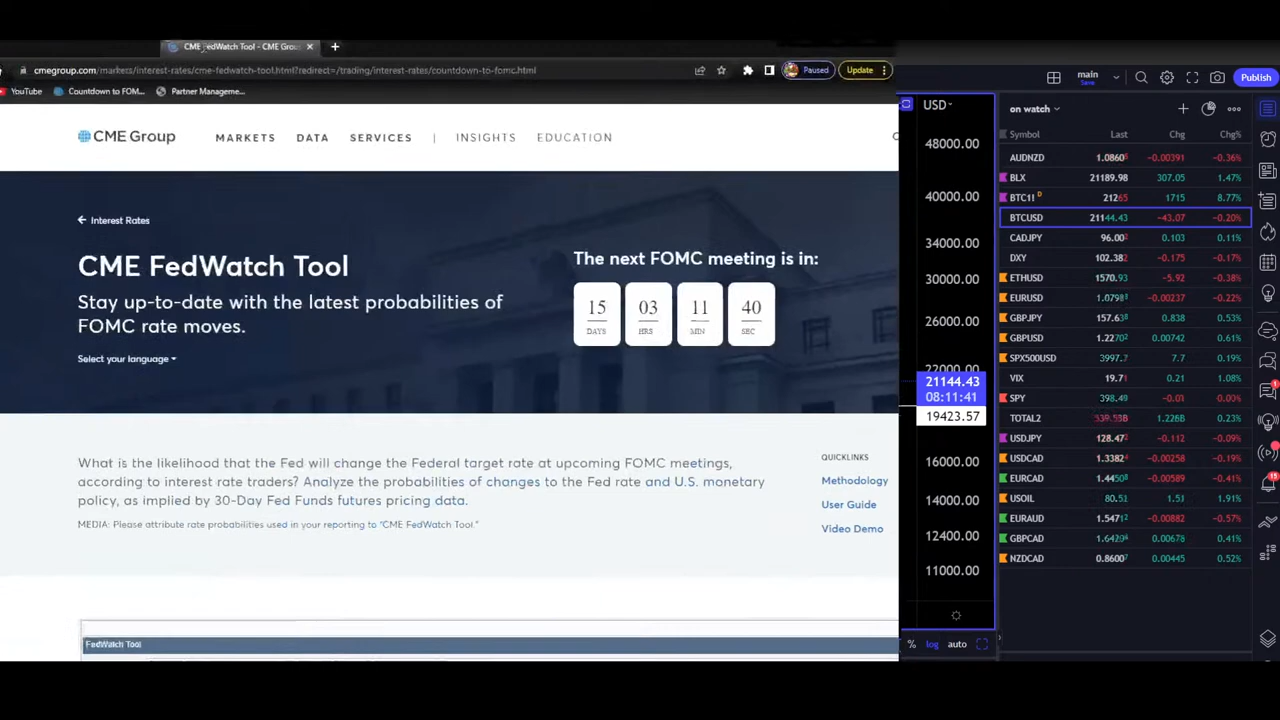 CME FedWatch Tool - CME Grou
cmegroup.com/markets/interest-rates/cme-fedwatch-tool.html?redirect=/trading/interest-rates/countdown-to-fomc.html
Paused
Update
YouTube
Countdown to FOM...
Partner Manageme...
CME Group
MARKETS
DATA
SERVICES
INSIGHTS
EDUCATION
Interest Rates
CME FedWatch Tool
Stay up-to-date with the latest probabilities of
FOMC rate moves.
Select your language
The next FOMC meeting is in:
15 03 11 40
DAYS HRS MIN SEC
What is the likelihood that the Fed will change the Federal target rate at upcoming FOMC meetings,
according to interest rate traders? Analyze the probabilities of changes to the Fed rate and U.S. monetary
policy, as implied by 30-Day Fed Funds futures pricing data.
MEDIA: Please attribute rate probabilities used in your reporting to "CME FedWatch Tool."
QUICKLINKS
Methodology
User Guide
Video Demo
FedWatch Tool
USD
48000.00
40000.00
34000.00
30000.00
26000.00
22000.00
21144.43
08:11:41
19423.57
16000.00
14000.00
12400.00
11000.00
% log auto
main
Save
Publish
on watch
Symbol Last Chg Chg%
AUDNZD 1.0860 -0.00391 -0.36%
BLX 21189.98 307.05 1.47%
BTC1! D 21265 1715 8.77%
BTCUSD 21144.43 -43.07 -0.20%
CADJPY 96.00² 0.103 0.11%
DXY 102.382 -0.175 -0.17%
ETHUSD 1570.93 -5.92 -0.38%
EURUSD 1.0798 -0.00237 -0.22%
GBPJPY 157.63⁸ 0.838 0.53%
GBPUSD 1.2270² 0.00742 0.61%
SPX500USD 3997.7 7.7 0.19%
VIX 19.71 0.21 1.08%
SPY 398.49 -0.01 0.00%
TOTAL2 539.53B 1.226B 0.23%
USDJPY 128.47² -0.112 -0.09%
USDCAD 1.3382 -0.00258 -0.19%
EURCAD 1.4450⁸ -0.00589 -0.41%
USOIL 80.51 1.51 1.91%
EURAUD 1.5471² -0.00882 -0.57%
GBPCAD 1.6429 0.00678 0.41%
NZDCAD 0.8600⁷ 0.00445 0.52%